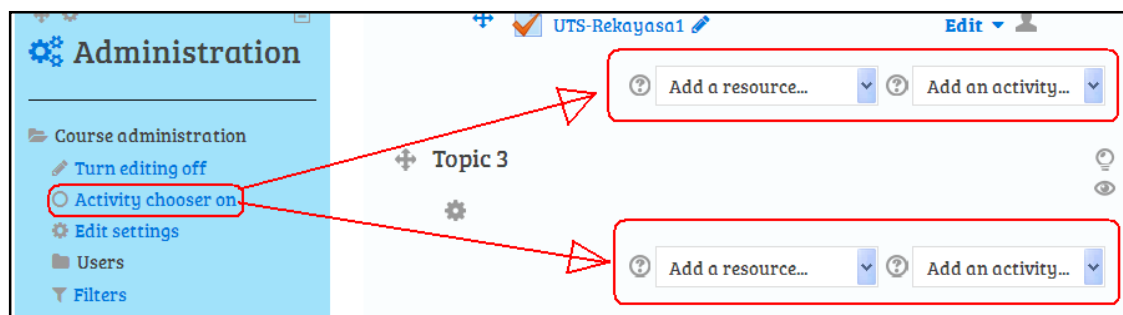 Administration
Course administration
Turn editing off
Activity chooser on
Edit settings
Users
Filters
UTS-Rekayasa1
Edit
Add a resource...
Add an activity...
Topic 3
Add a resource...
Add an activity...